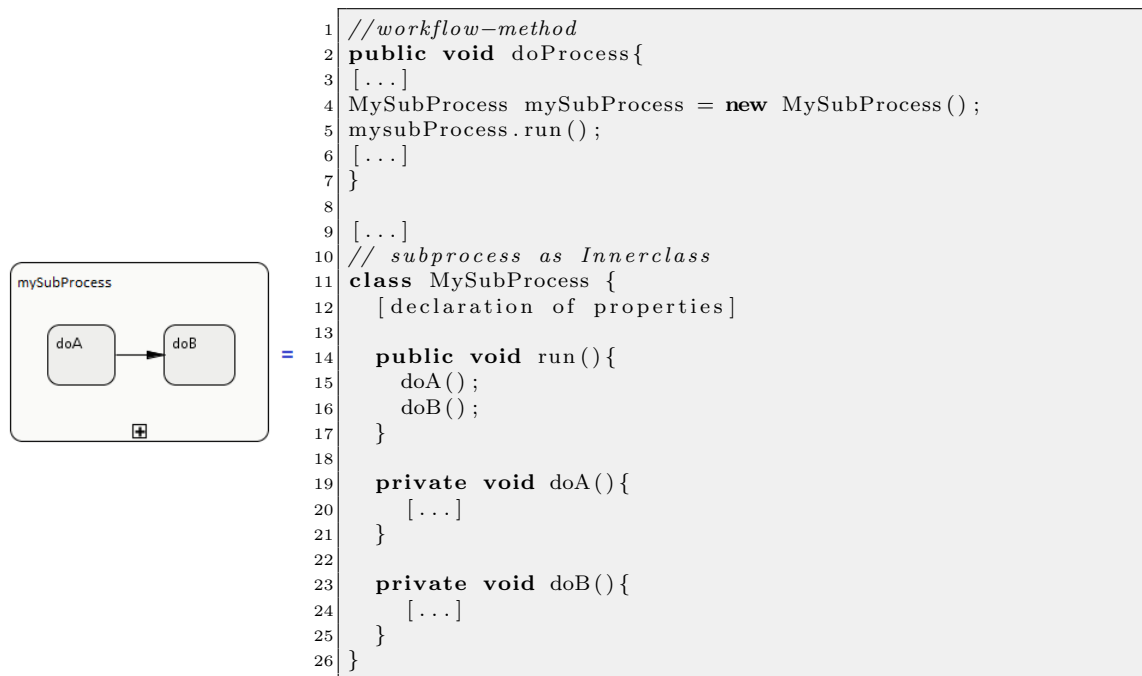 mySubProcess
doA
doB
=
1 //workflow-method
2 public void doProcess{
3 [...]
4 MySubProcess mySubProcess = new MySubProcess();
5 mysubProcess.run();
6 [...]
7 }
8
9 [...]
10 // subprocess as Innerclass
11 class MySubProcess {
12 [declaration of properties]
13
14 public void run(){
15 doA();
16 doB();
17 }
18
19 private void doA(){
20 [...]
21 }
22
23 private void doB(){
24 [...]
25 }
26 }